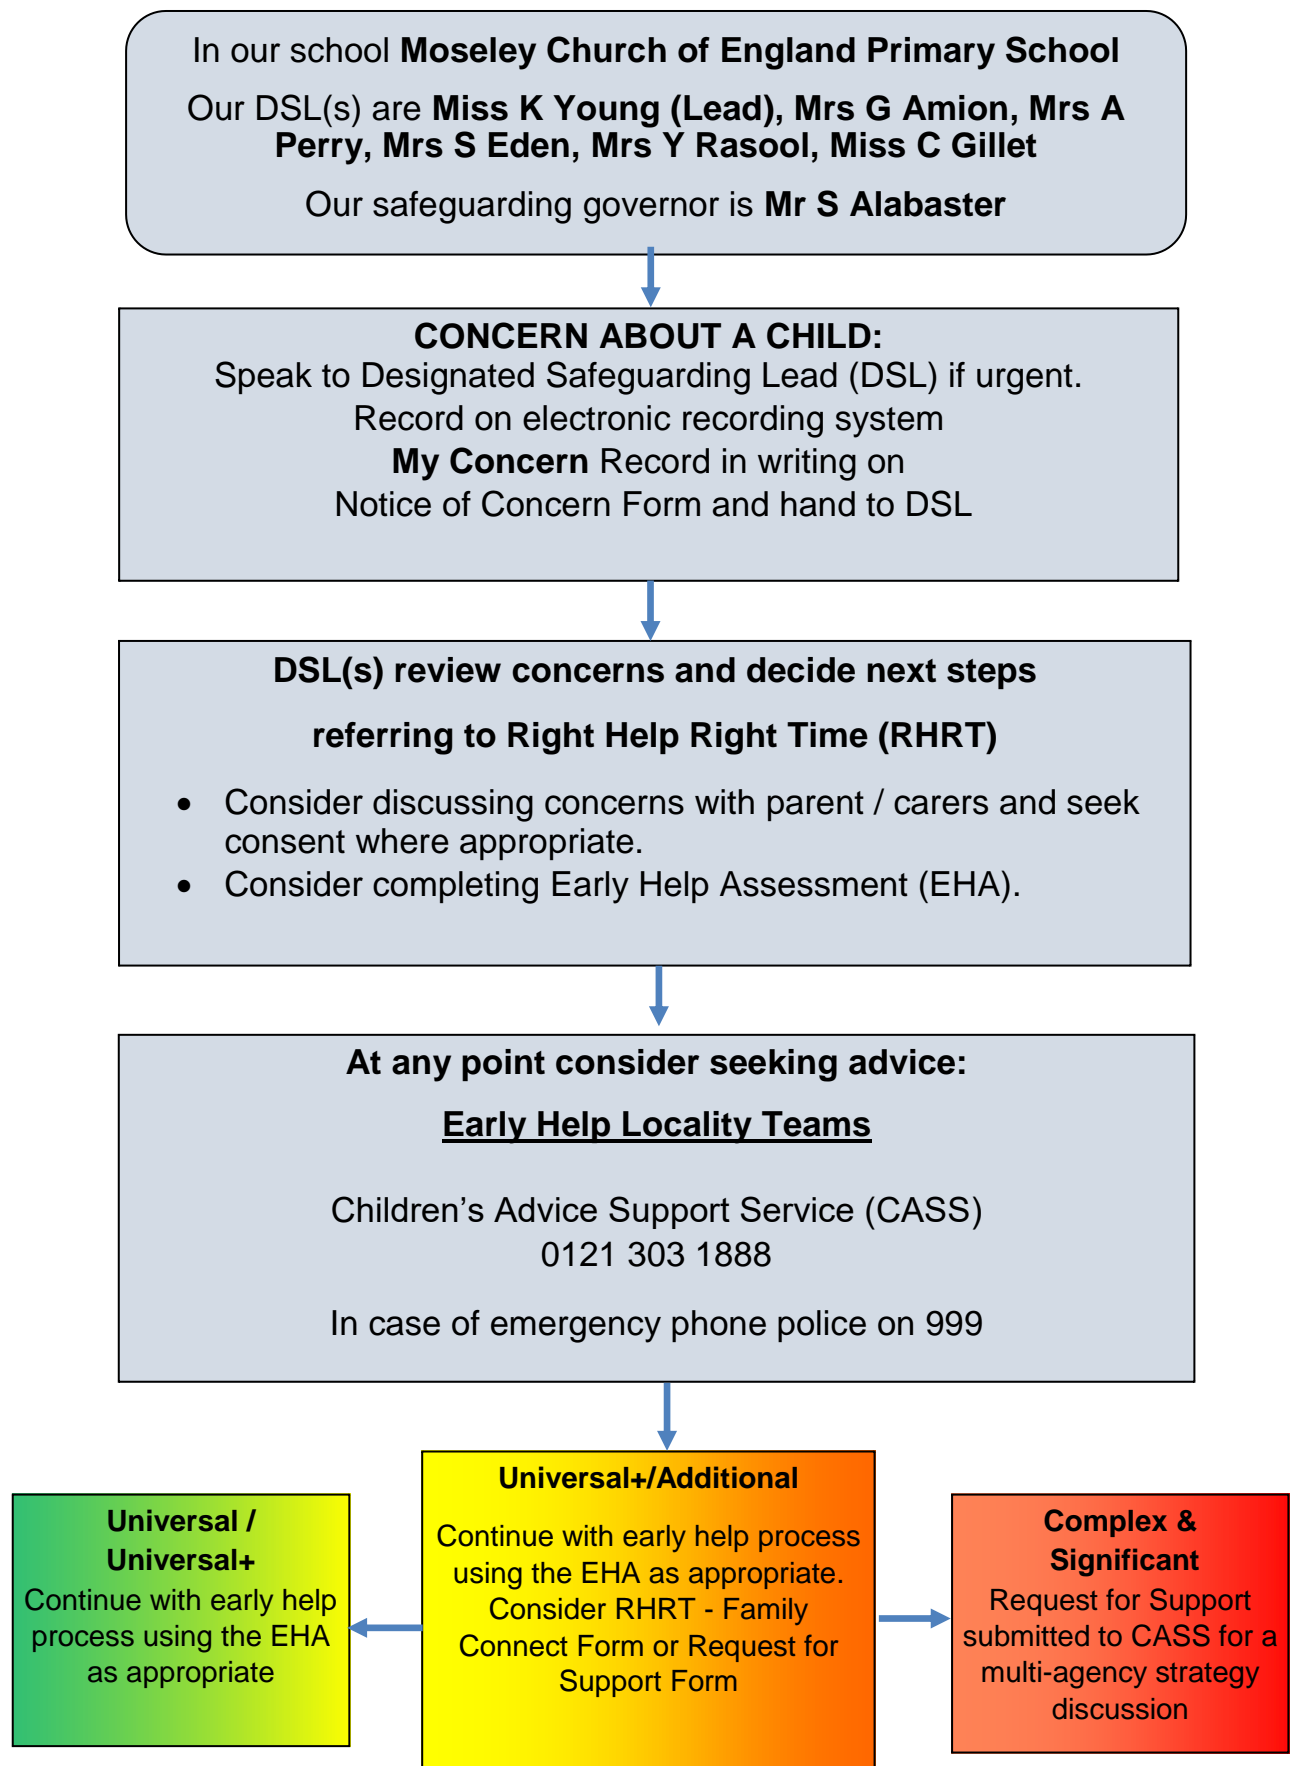 In our school Moseley Church of England Primary School
Our DSL(s) are Miss K Young (Lead), Mrs G Amion, Mrs A
Perry, Mrs S Eden, Mrs Y Rasool, Miss C Gillet
Our safeguarding governor is Mr S Alabaster
CONCERN ABOUT A CHILD:
Speak to Designated Safeguarding Lead (DSL) if urgent.
Record on electronic recording system
My Concern Record in writing on
Notice of Concern Form and hand to DSL
DSL(s) review concerns and decide next steps
referring to Right Help Right Time (RHRT)
• Consider discussing concerns with parent / carers and seek
consent where appropriate.
• Consider completing Early Help Assessment (EHA).
At any point consider seeking advice:
Early Help Locality Teams
Children’s Advice Support Service (CASS)
0121 303 1888
In case of emergency phone police on 999
Universal /
Universal+
Continue with early help
process using the EHA
as appropriate
Universal+/Additional
Continue with early help process
using the EHA as appropriate.
Consider RHRT - Family
Connect Form or Request for
Support Form
Complex &
Significant
Request for Support
submitted to CASS for a
multi-agency strategy
discussion